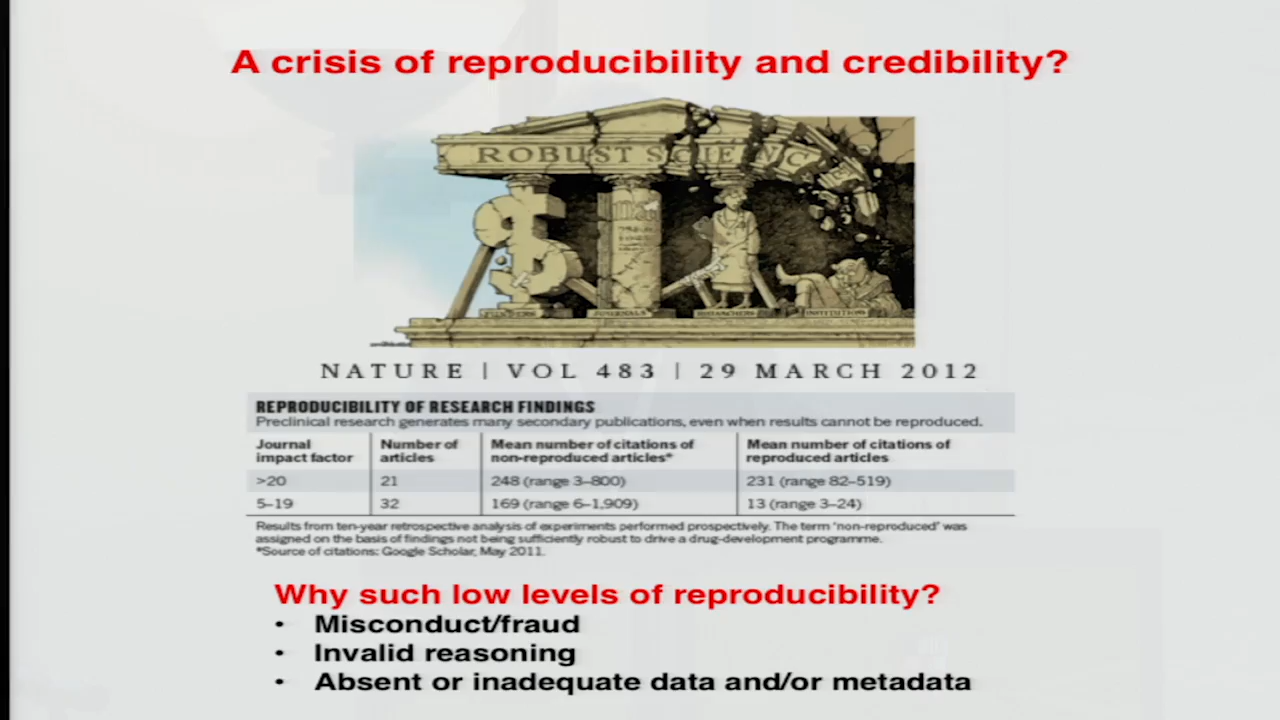 A crisis of reproducibility and credibility?
ROBUST SCIENC
JOURNALS RESEARCHERS INSTITUTIONS
NATURE | VOL 483 | 29 MARCH 2012
REPRODUCIBILITY OF RESEARCH FINDINGS
Preclinical research generates many secondary publications, even when results cannot be reproduced.
Journal impact factor
Number of articles
Mean number of citations of non-reproduced articles*
Mean number of citations of reproduced articles
>20 21 248 (range 3–800) 231 (range 82–519)
5–19 32 169 (range 6–1,909) 13 (range 3–24)
Results from ten-year retrospective analysis of experiments performed prospectively. The term 'non-reproduced' was
assigned on the basis of findings not being sufficiently robust to drive a drug-development programme.
*Source of citations: Google Scholar, May 2011.
Why such low levels of reproducibility?
• Misconduct/fraud
• Invalid reasoning
• Absent or inadequate data and/or metadata